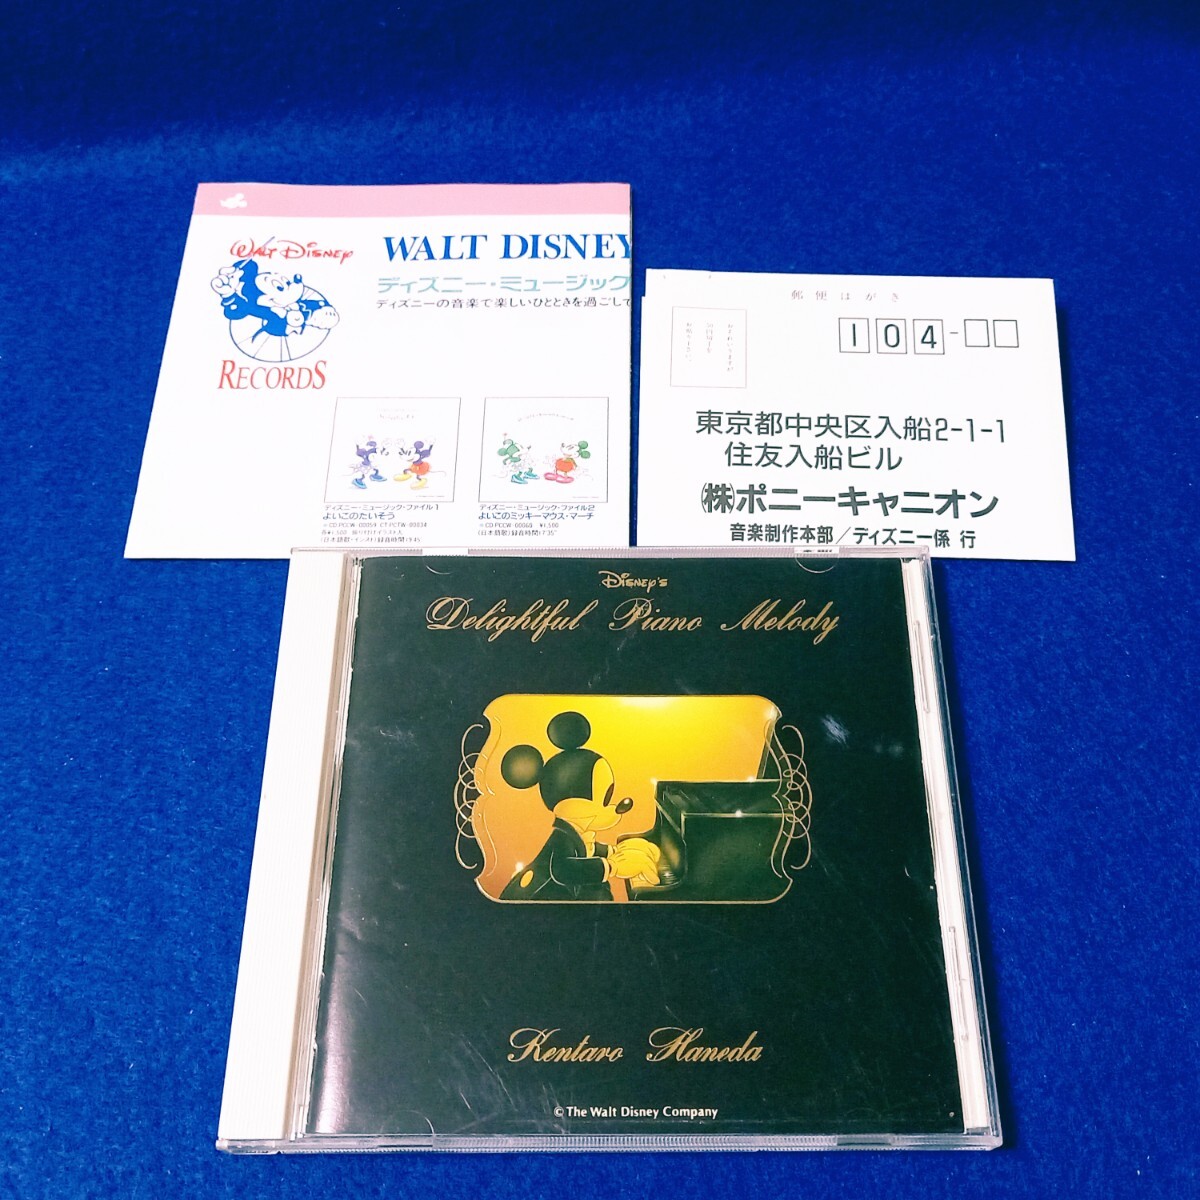 WALT DISNEY
RECORDS
WALT DISNEY
ディズニー・ミュージック
ディズニーの音楽で楽しいひとときを過ごして
ディズニー・ミュージック・ファイル1
よいこのたいそう
ディズニー・ミュージック・ファイル2
よいこのミッキーマウス・マーチ
郵便はがき
104-
東京都中央区入船2-1-1
住友入船ビル
(株)ポニーキャニオン
音楽制作本部/ディズニー係 行
DISNEY'S
Delightful Piano Melody
Kentaro Haneda
© The Walt Disney Company